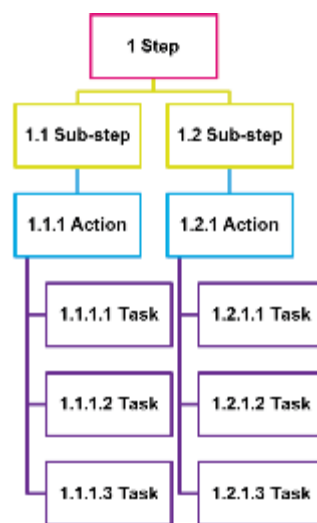 1 Step
1.1 Sub-step
1.2 Sub-step
1.1.1 Action
1.2.1 Action
1.1.1.1 Task
1.2.1.1 Task
1.1.1.2 Task
1.2.1.2 Task
1.1.1.3 Task
1.2.1.3 Task